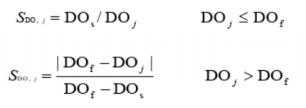 S_{DO, j} = DO_s / DO_j    DO_j ≤ DO_f
S_{DO, j} = | DO_f − DO_j | / (DO_f − DO_s)    DO_j > DO_f